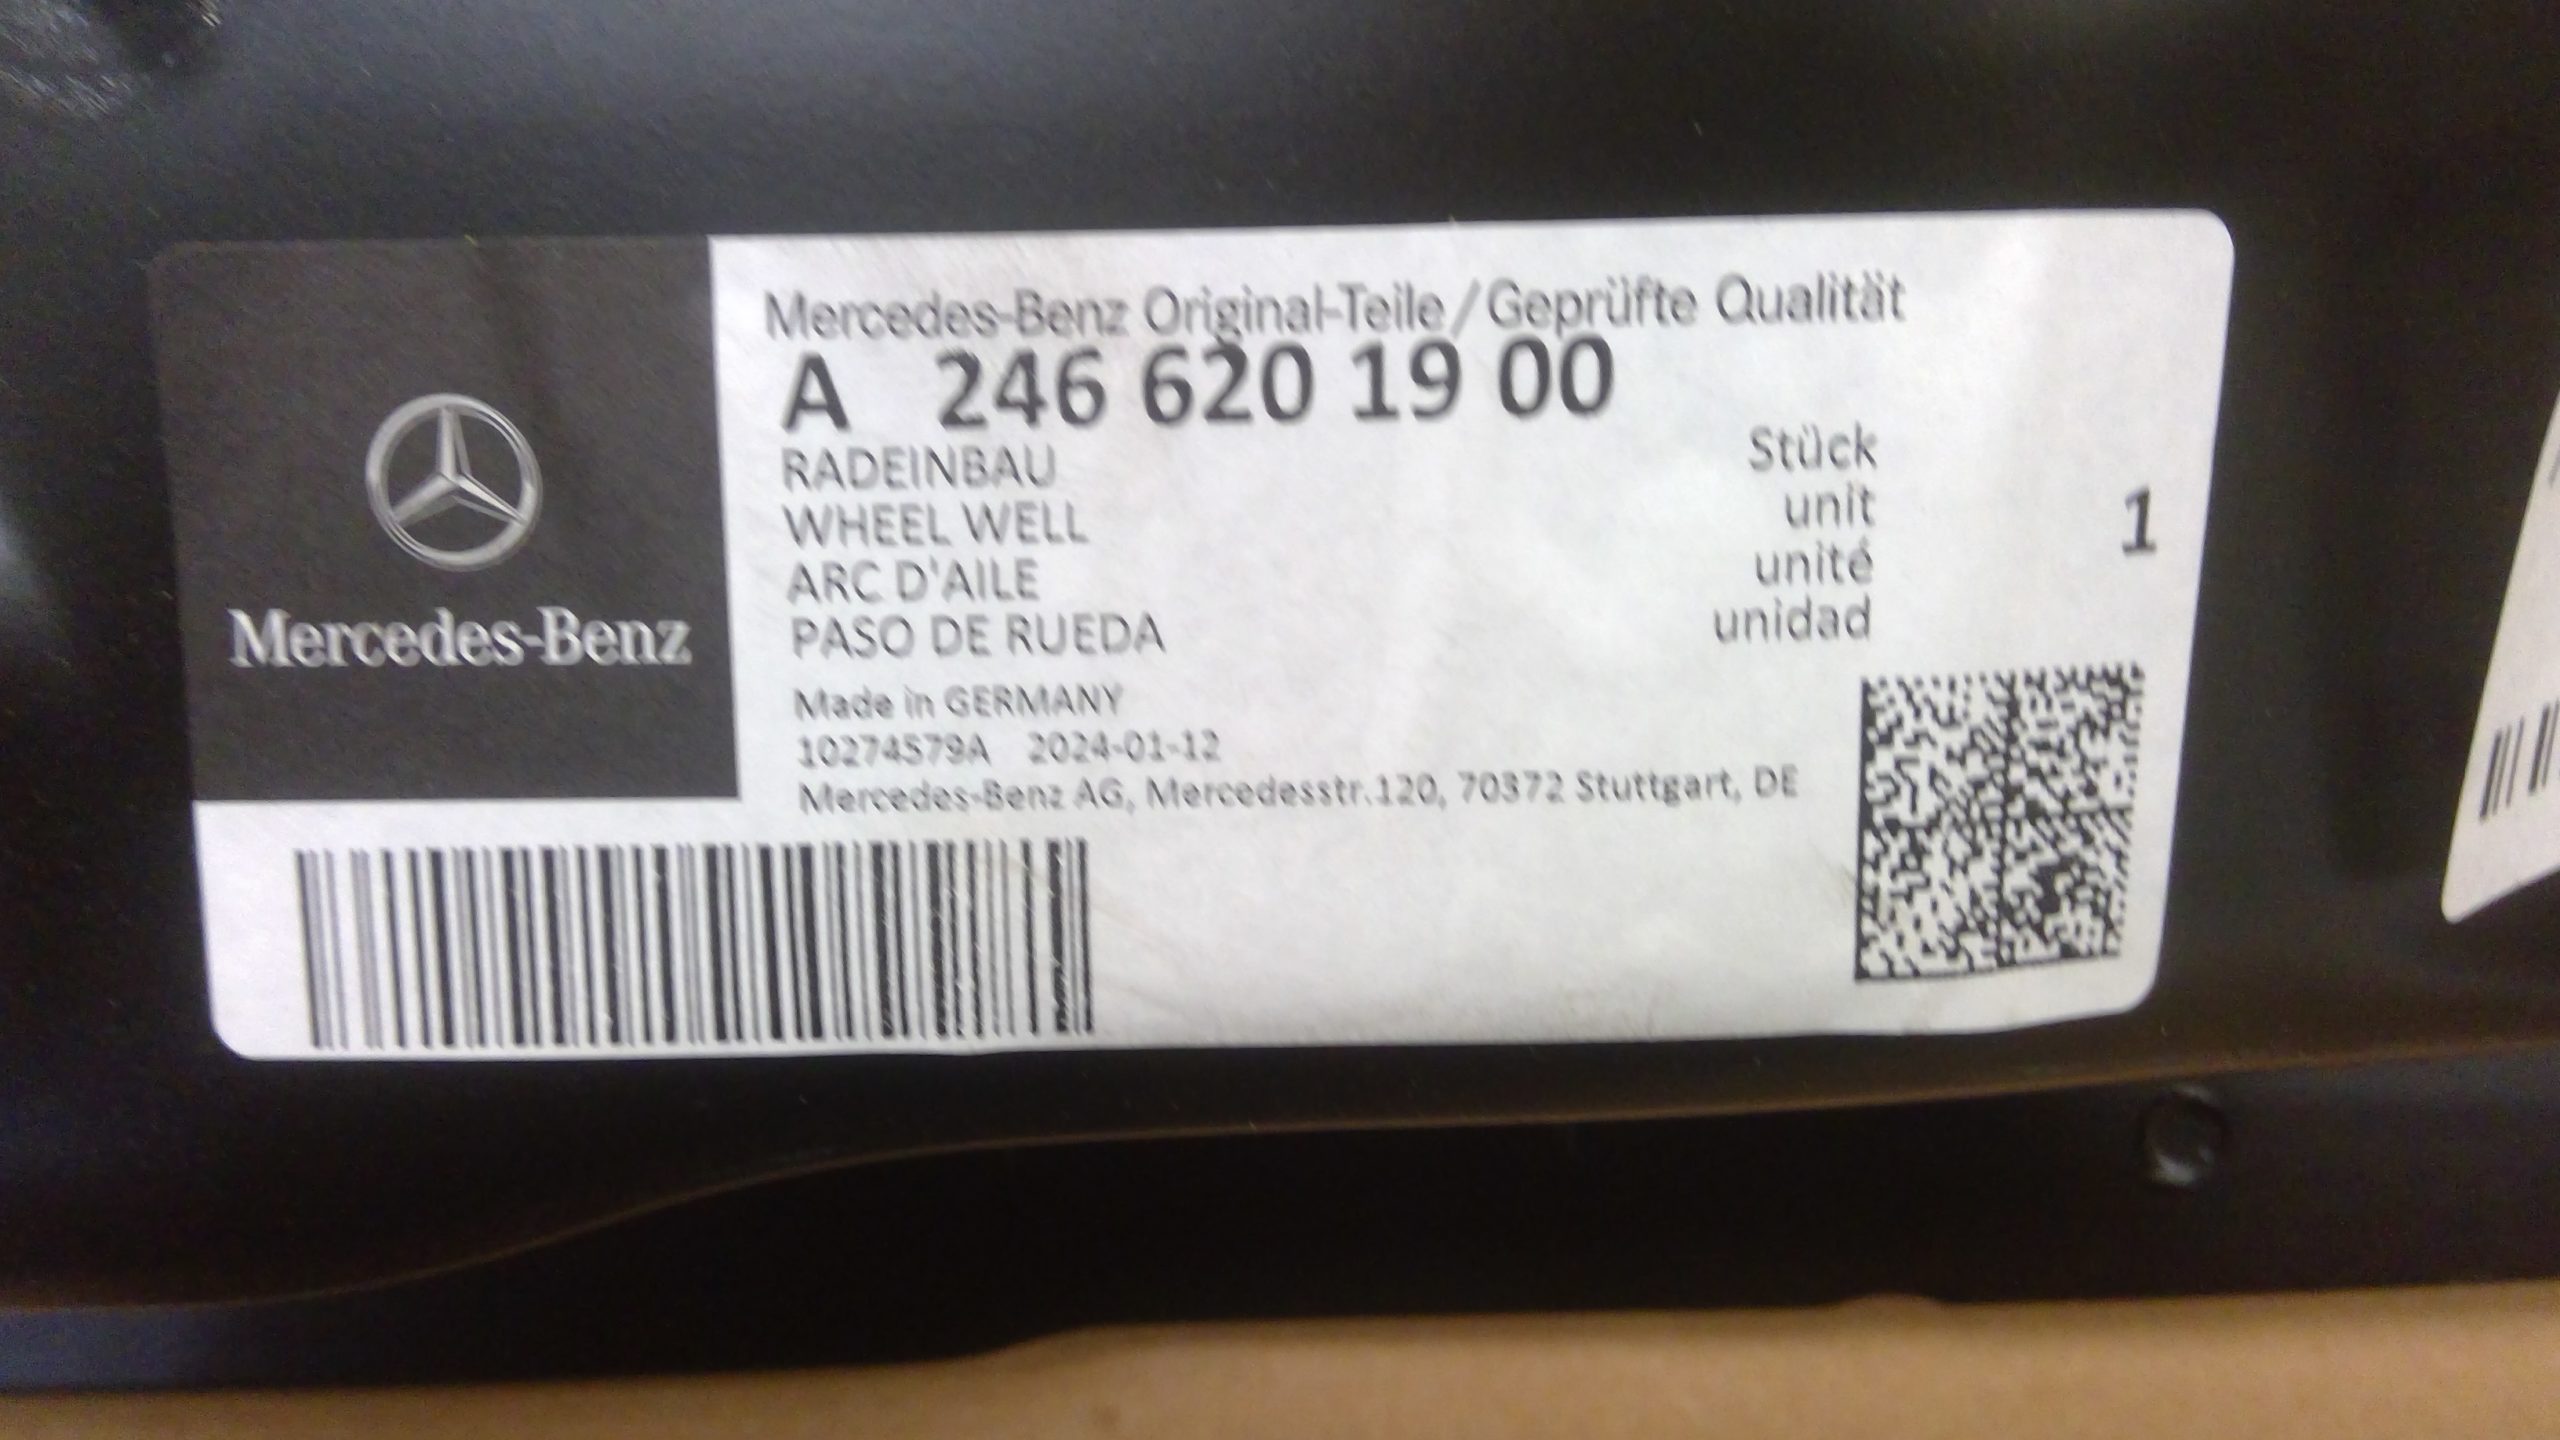 Mercedes-Benz
Mercedes-Benz Original-Teile/Geprüfte Qualität
A 246 620 19 00
RADEINBAU
WHEEL WELL
ARC D'AILE
PASO DE RUEDA
Stück
unit
unité
unidad
1
Made in GERMANY
10274579A 2024-01-12
Mercedes-Benz AG, Mercedesstr.120, 70372 Stuttgart, DE